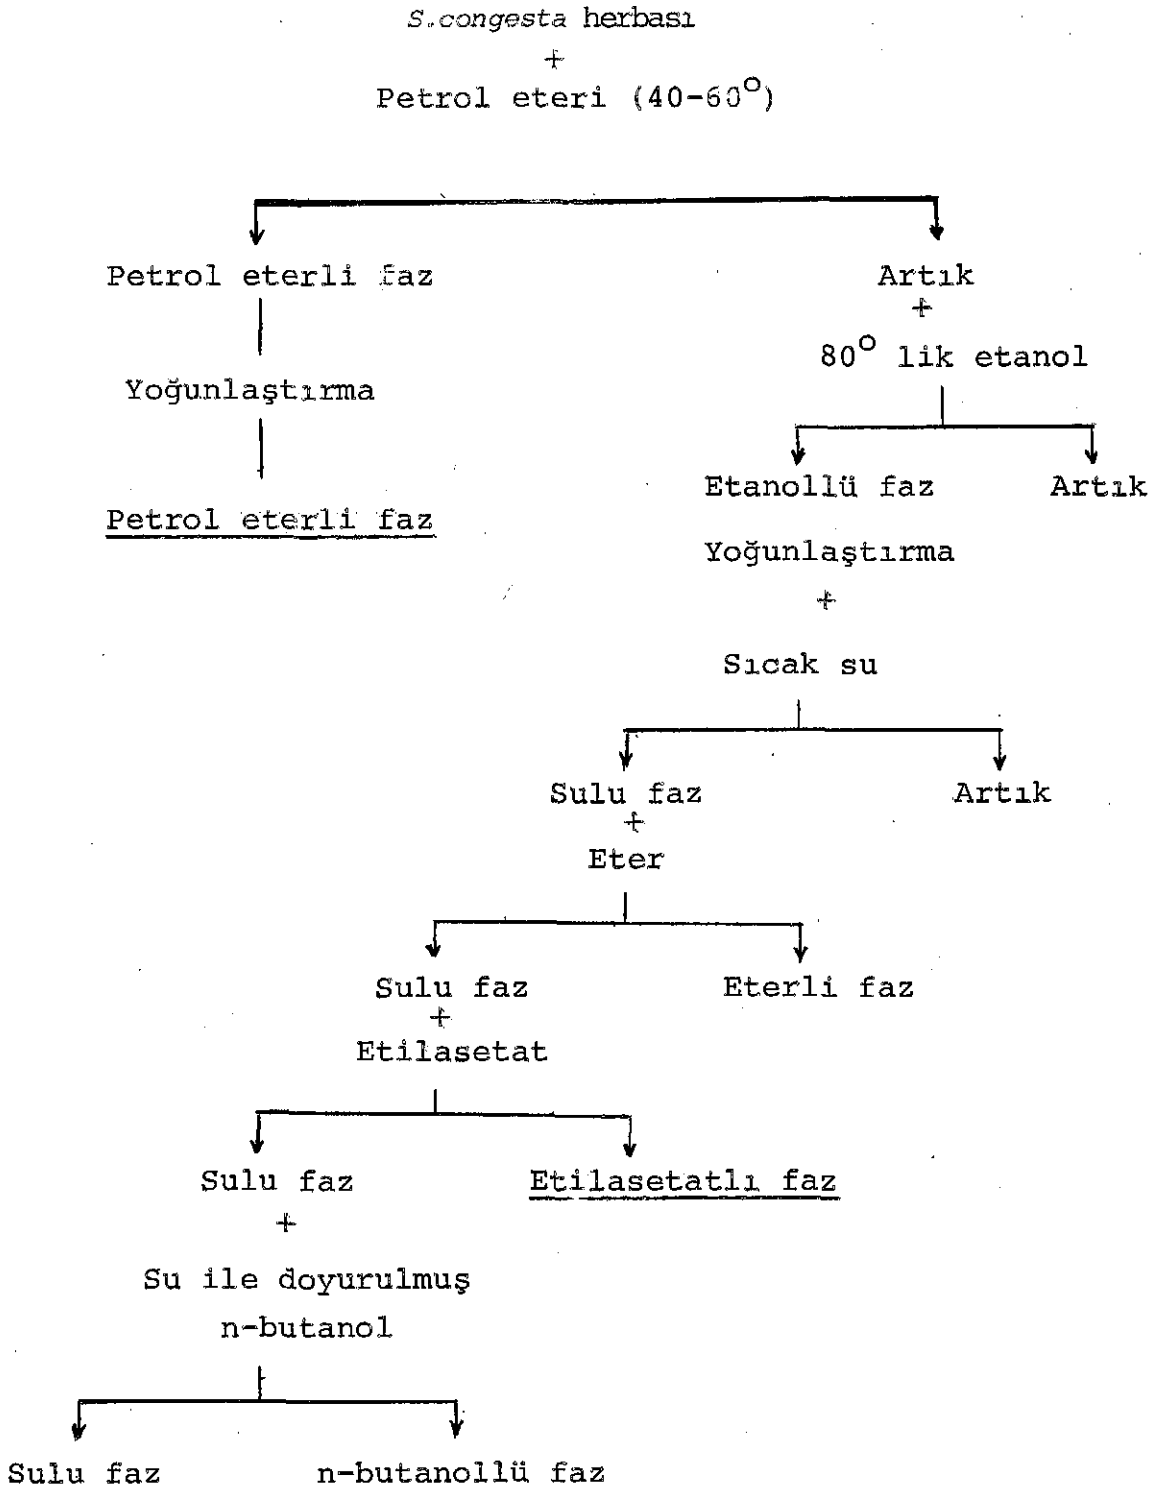 S.congesta herbası
+
Petrol eteri (40-60°)
Petrol eterli faz
Artık
+
80° lik etanol
Yoğunlaştırma
Petrol eterli faz
Etanollü faz
Artık
Yoğunlaştırma
+
Sıcak su
Sulu faz
Artık
+
Eter
Sulu faz
Eterli faz
+
Etilasetat
Sulu faz
Etilasetatlı faz
+
Su ile doyurulmuş
n-butanol
Sulu faz
n-butanollü faz